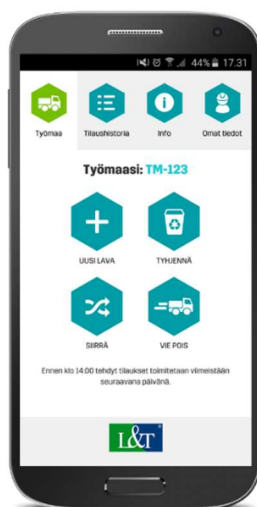 44% 17.31
Työmaa Tilaushistoria Info Omat tiedot
Työmaasi: TM-123
UUSI LAVA TYHJENNÄ
SIIRRÄ VIE POIS
Ennen klo 14:00 tehdyt tilaukset toimitetaan viimeistään
seuraavana päivänä.
L&T